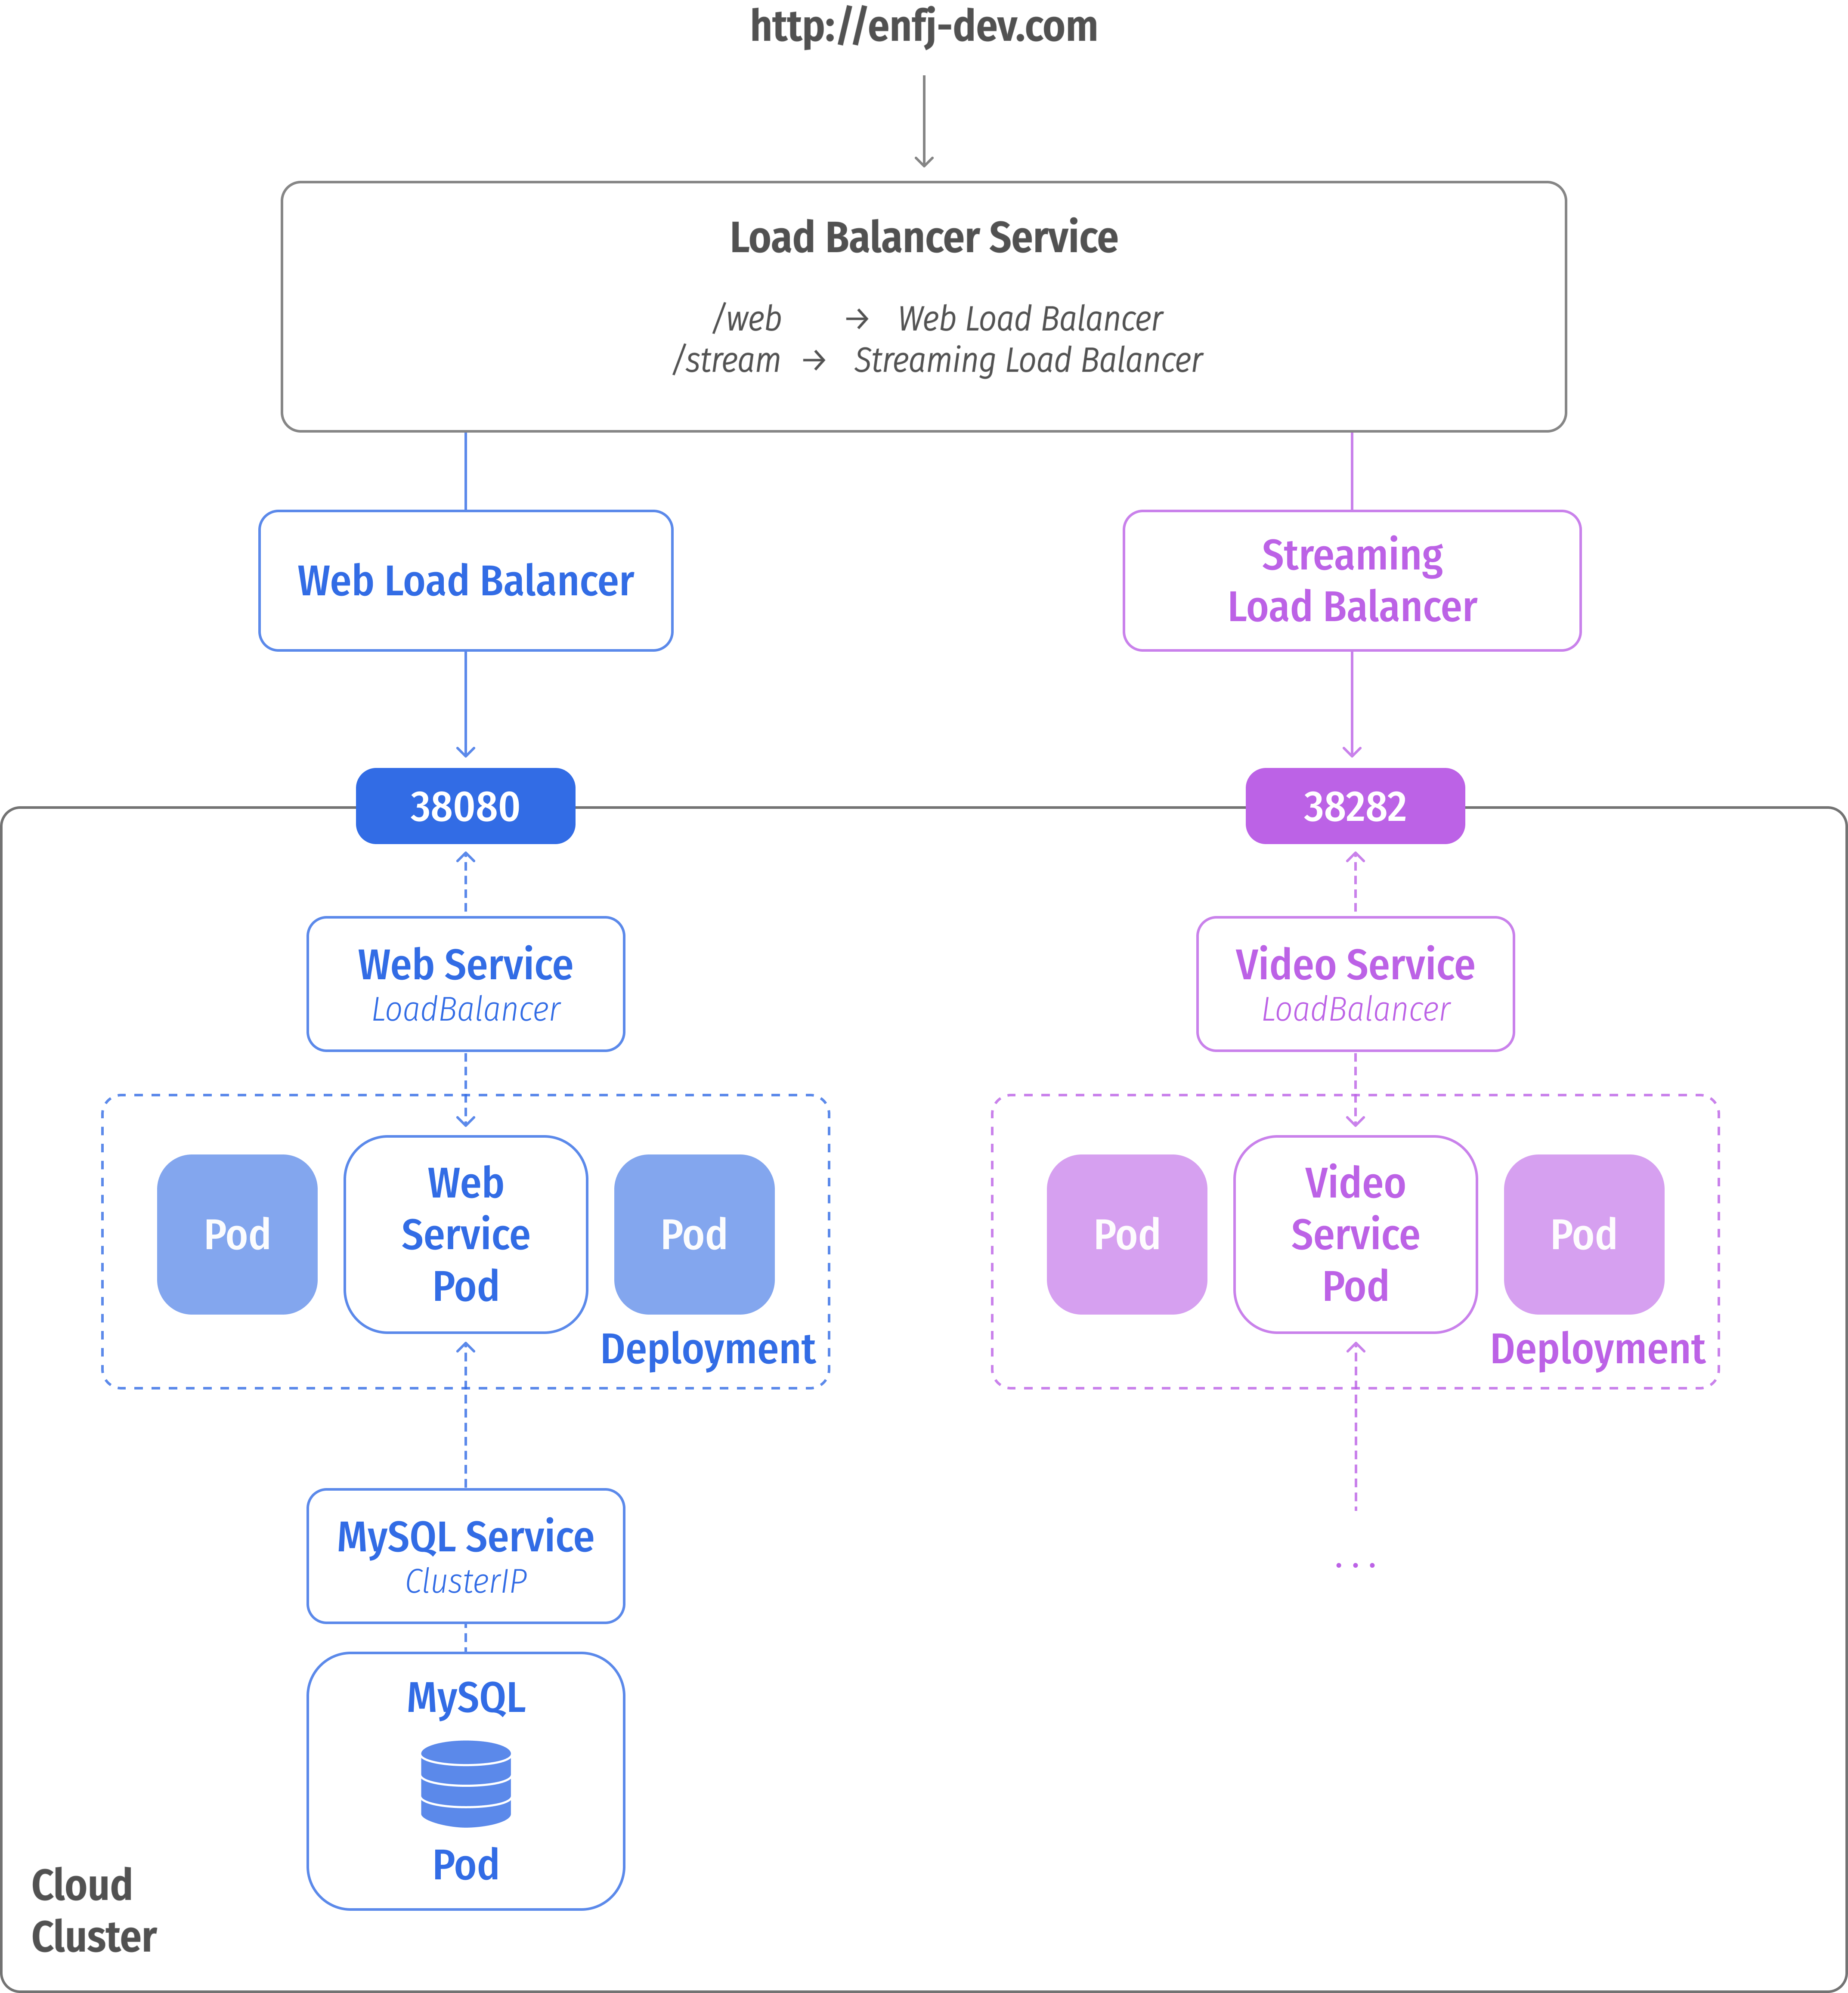 http://enfj-dev.com
Load Balancer Service
/web → Web Load Balancer
/stream → Streaming Load Balancer
Web Load Balancer
Streaming
Load Balancer
38080
38282
Web Service
LoadBalancer
Video Service
LoadBalancer
Pod
Web
Service
Pod
Pod
Deployment
Pod
Video
Service
Pod
Pod
Deployment
MySQL Service
ClusterIP
...
MySQL
Pod
Cloud
Cluster